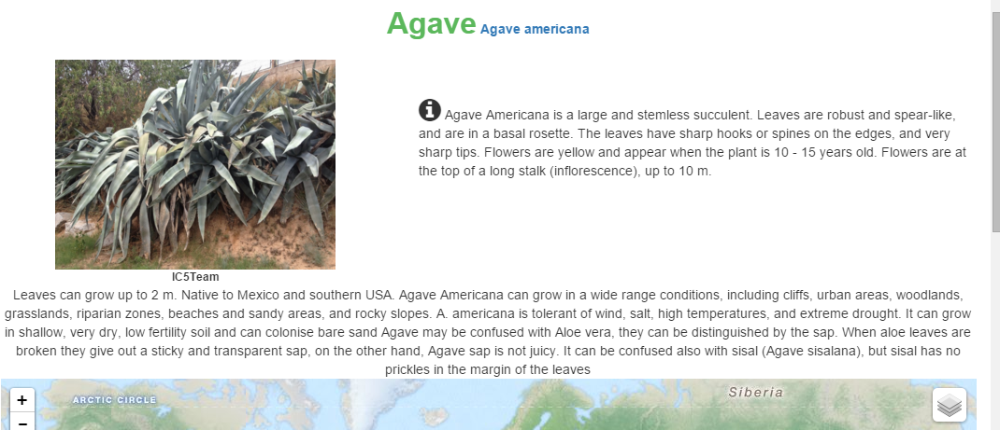 Agave Agave americana
Agave Americana is a large and stemless succulent. Leaves are robust and spear-like,
and are in a basal rosette. The leaves have sharp hooks or spines on the edges, and very
sharp tips. Flowers are yellow and appear when the plant is 10 - 15 years old. Flowers are at
the top of a long stalk (inflorescence), up to 10 m.
IC5Team
Leaves can grow up to 2 m. Native to Mexico and southern USA. Agave Americana can grow in a wide range conditions, including cliffs, urban areas, woodlands,
grasslands, riparian zones, beaches and sandy areas, and rocky slopes. A. americana is tolerant of wind, salt, high temperatures, and extreme drought. It can grow
in shallow, very dry, low fertility soil and can colonise bare sand Agave may be confused with Aloe vera, they can be distinguished by the sap. When aloe leaves are
broken they give out a sticky and transparent sap, on the other hand, Agave sap is not juicy. It can be confused also with sisal (Agave sisalana), but sisal has no
prickles in the margin of the leaves
+
ARCTIC CIRCLE
Siberia
−